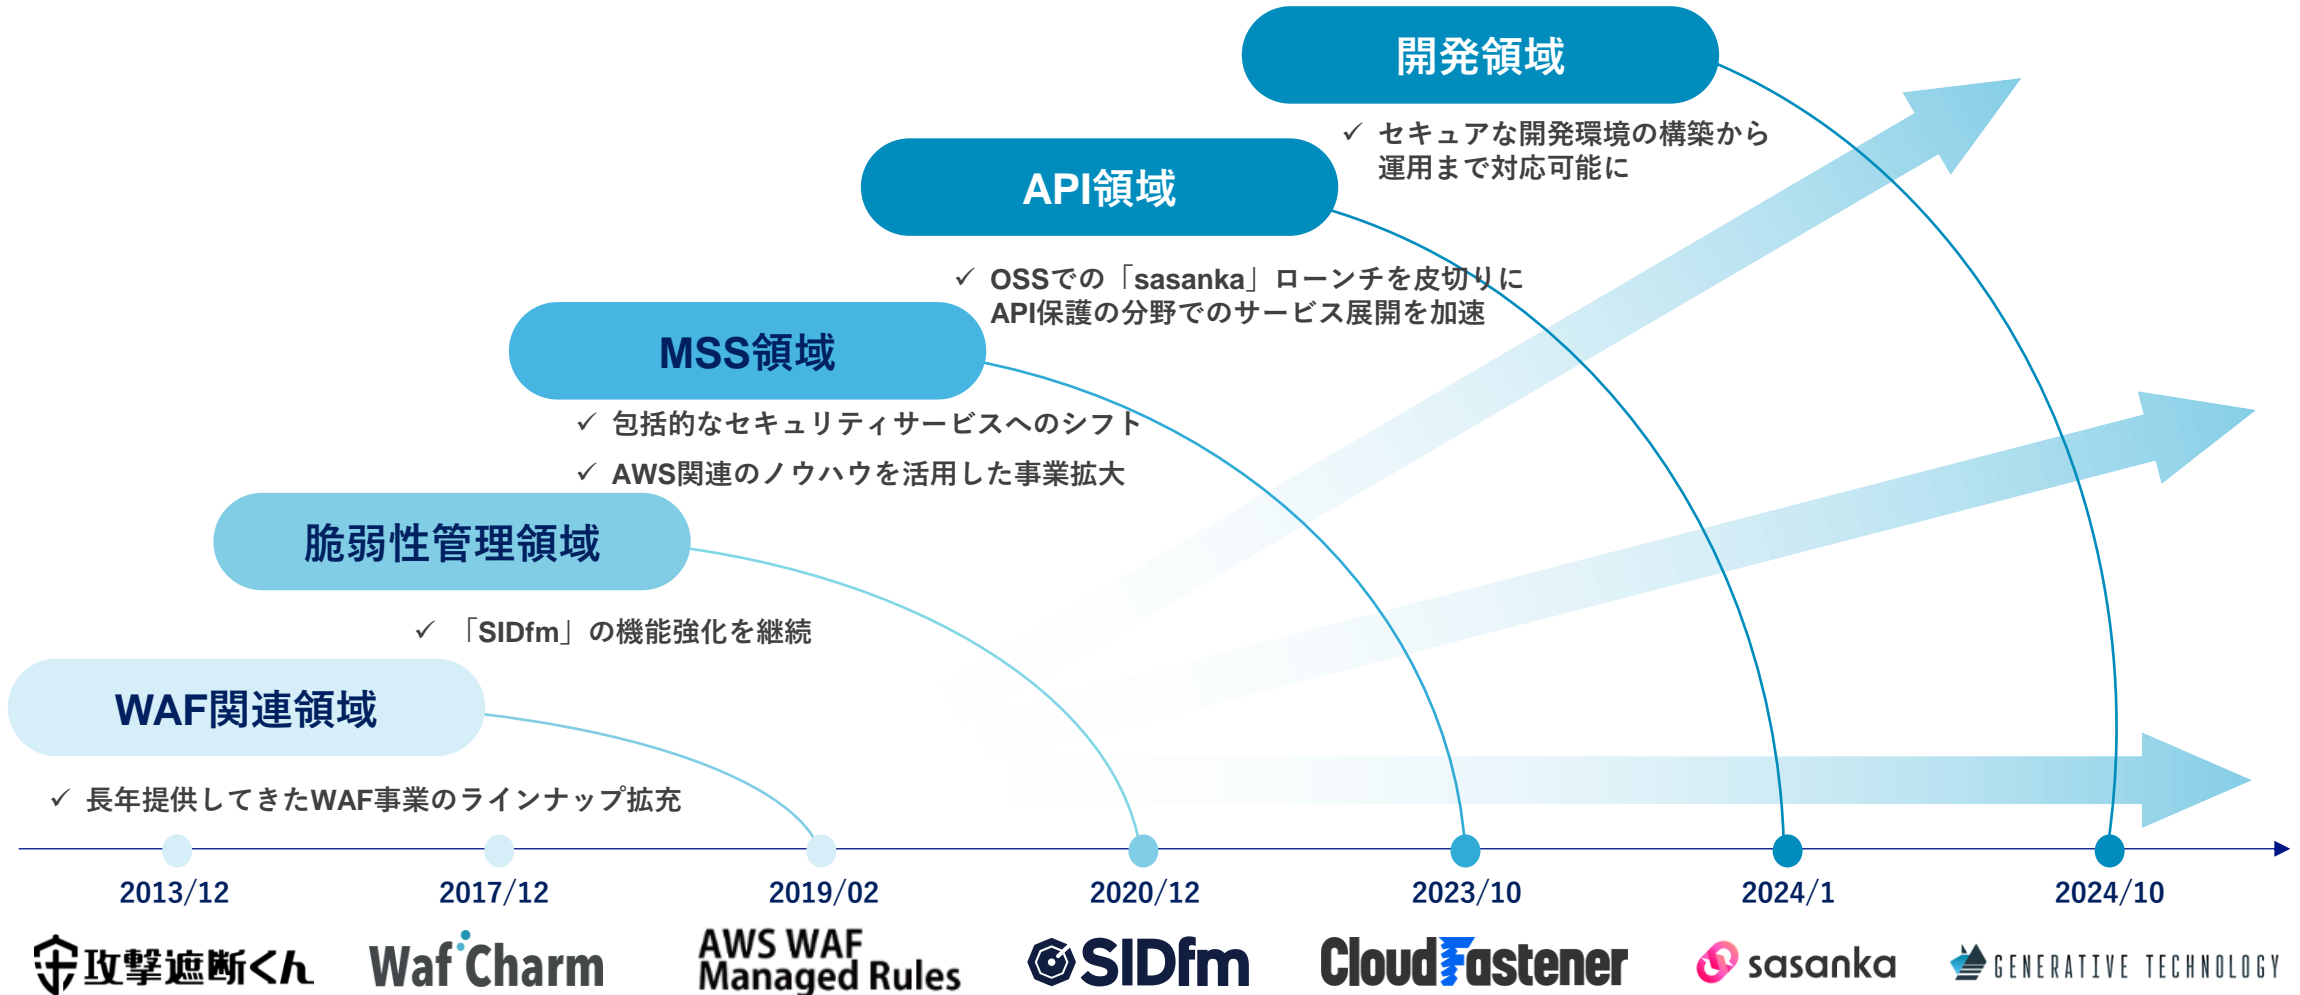 開発領域
✓ セキュアな開発環境の構築から
運用まで対応可能に
API領域
✓ OSSでの「sasanka」ローンチを皮切りに
API保護の分野でのサービス展開を加速
MSS領域
✓ 包括的なセキュリティサービスへのシフト
✓ AWS関連のノウハウを活用した事業拡大
脆弱性管理領域
✓ 「SIDfm」の機能強化を継続
WAF関連領域
✓ 長年提供してきたWAF事業のラインナップ拡充
2013/12 2017/12 2019/02 2020/12 2023/10 2024/1 2024/10
攻撃遮断くん
WafCharm
AWS WAF
Managed Rules
SIDfm
CloudFastener
sasanka
GENERATIVE TECHNOLOGY